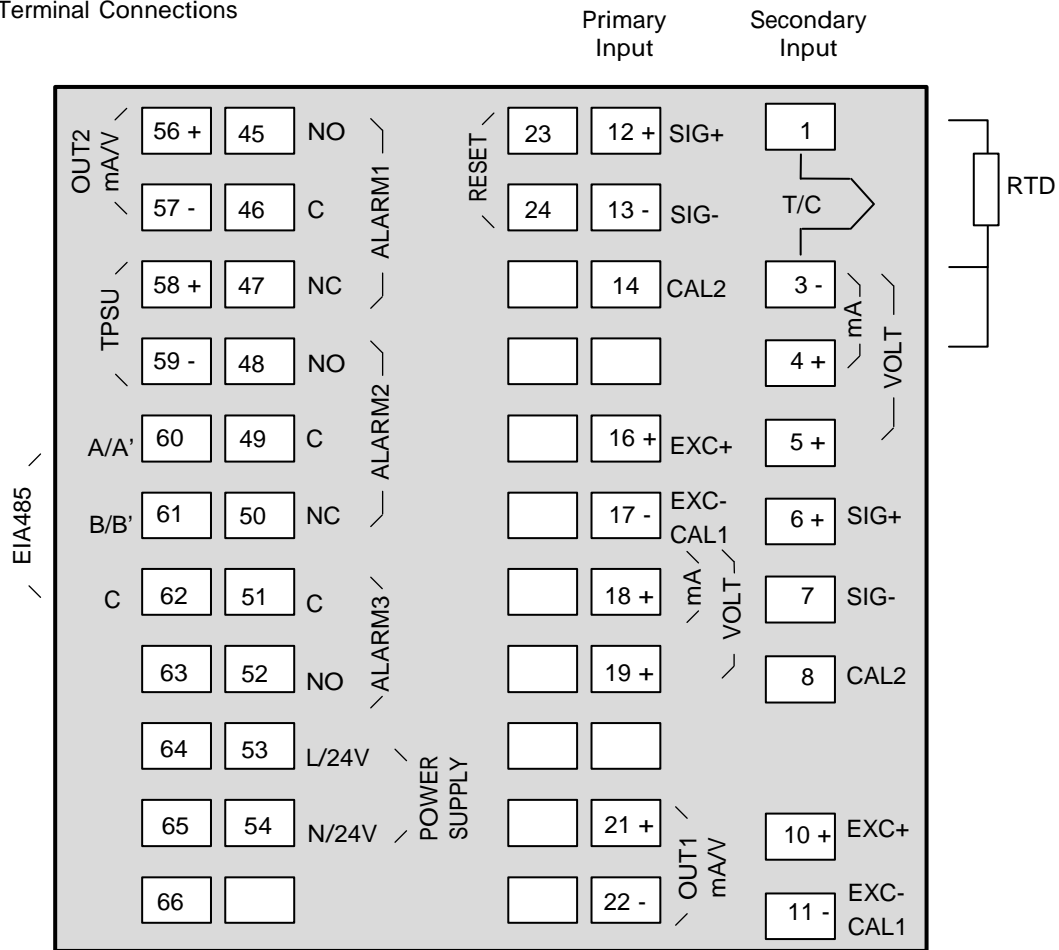 Terminal Connections
Primary
Input
Secondary
Input
OUT2
mA/V
56 + 45 NO
57 - 46 C
ALARM1
TPSU
58 + 47 NC
59 - 48 NO
ALARM2
EIA485
A/A' 60 49 C
B/B' 61 50 NC
C 62 51 C
ALARM3
63 52 NO
64 53 L/24V
65 54 N/24V
POWER
SUPPLY
66
RESET
23 12 + SIG+
24 13 - SIG-
14 CAL2
16 + EXC+
17 - EXC-
CAL1
18 +
mA
VOLT
19 +
21 +
22 -
OUT1
mA/V
1
T/C
3 -
mA
4 +
VOLT
5 +
6 + SIG+
7 SIG-
8 CAL2
10 + EXC+
11 - EXC-
CAL1
RTD